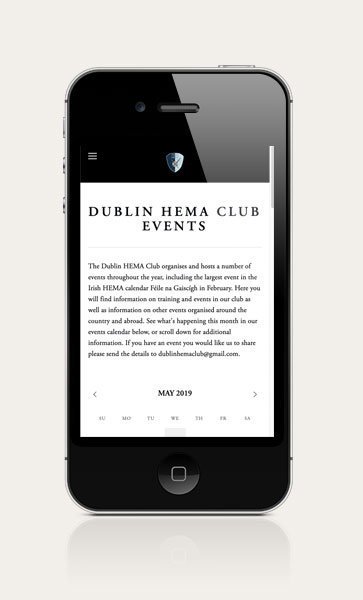 DUBLIN HEMA CLUB
EVENTS
The Dublin HEMA Club organises and hosts a number of
events throughout the year, including the largest event in the
Irish HEMA calendar Féile na Gaiscígh in February. Here you
will find information on training and events in our club as
well as information on other events organised around the
country and abroad. See what's happening this month in our
events calendar below, or scroll down for additional
information. If you have an event you would like us to share
please send the details to dublinhemaclub@gmail.com.
MAY 2019
SU MO TU WE TH FR SA